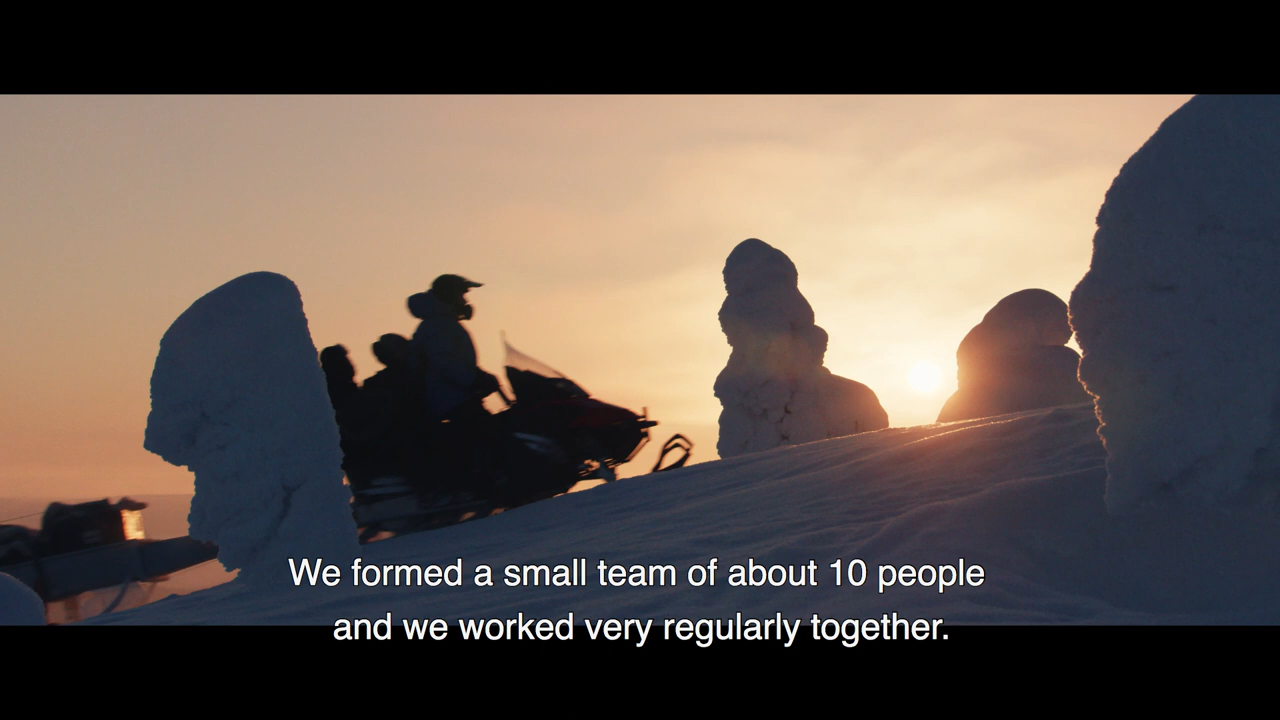 We formed a small team of about 10 people
and we worked very regularly together.